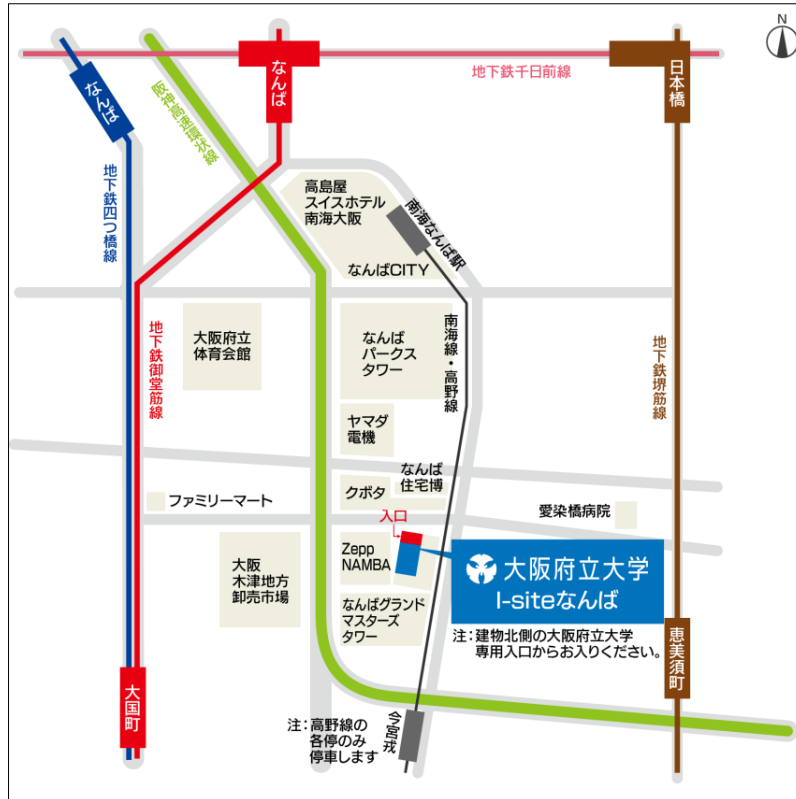 N
なんば
なんば
日本橋
地下鉄千日前線
阪神高速環状線
地下鉄四つ橋線
高島屋
スイスホテル
南海大阪
南海なんば駅
なんばCITY
大阪府立
体育会館
なんば
パークス
タワー
南海線・高野線
地下鉄御堂筋線
地下鉄堺筋線
ヤマダ
電機
なんば
住宅博
クボタ
ファミリーマート
愛染橋病院
入口
Zepp
NAMBA
大阪
木津地方
卸売市場
大阪府立大学
I-siteなんば
なんばグランド
マスターズ
タワー
注：建物北側の大阪府立大学
専用入口からお入りください。
恵美須町
大国町
今宮戎
注：高野線の
各停のみ
停車します